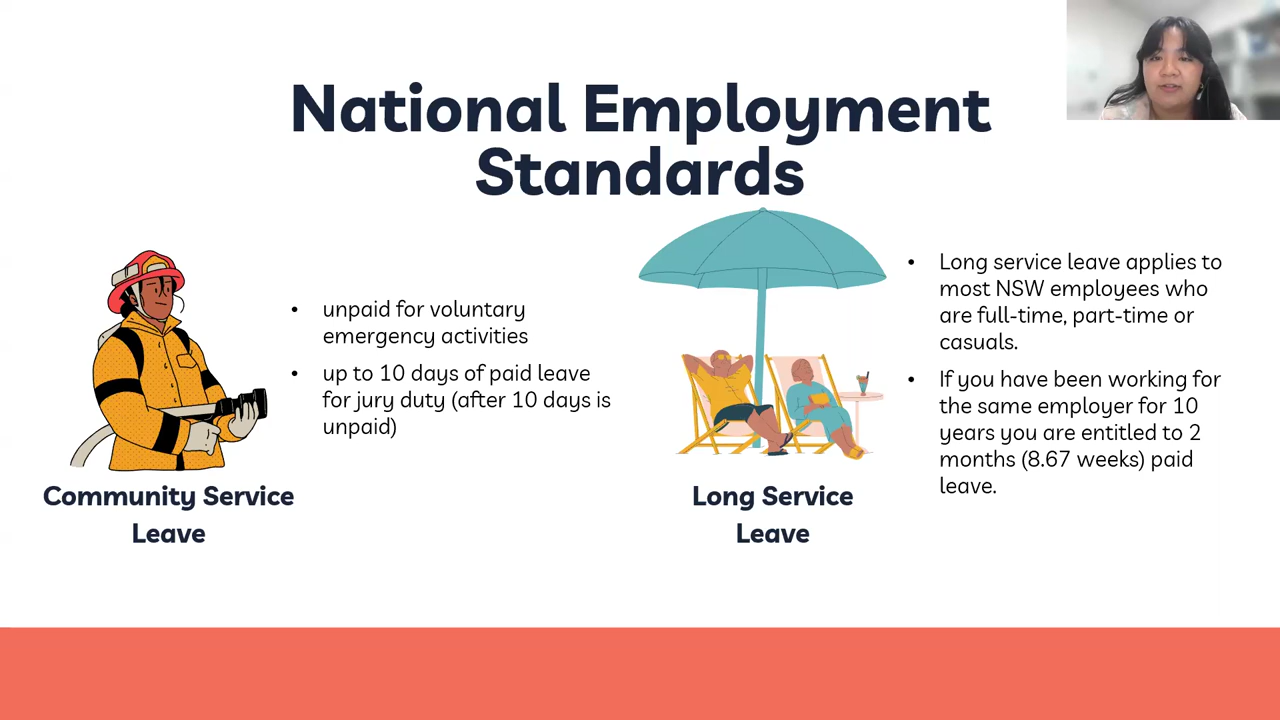 National Employment
Standards
• unpaid for voluntary
emergency activities
• up to 10 days of paid leave
for jury duty (after 10 days is
unpaid)
Community Service
Leave
• Long service leave applies to
most NSW employees who
are full-time, part-time or
casuals.
• If you have been working for
the same employer for 10
years you are entitled to 2
months (8.67 weeks) paid
leave.
Long Service
Leave